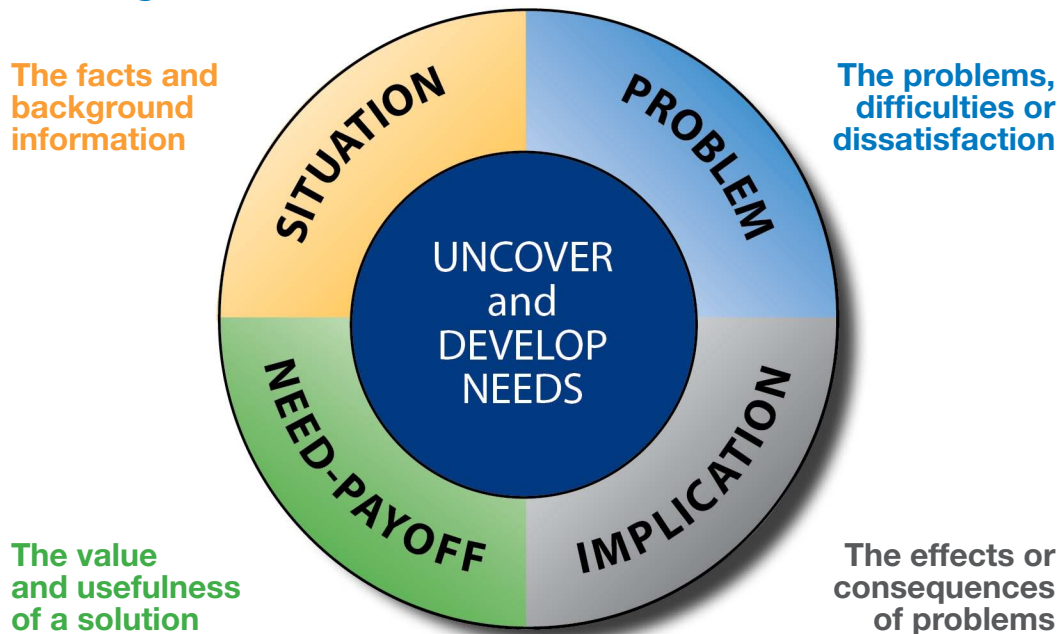 The facts and
background
information
SITUATION
PROBLEM
The problems,
difficulties or
dissatisfaction
UNCOVER
and
DEVELOP
NEEDS
NEED-PAYOFF
IMPLICATION
The value
and usefulness
of a solution
The effects or
consequences
of problems